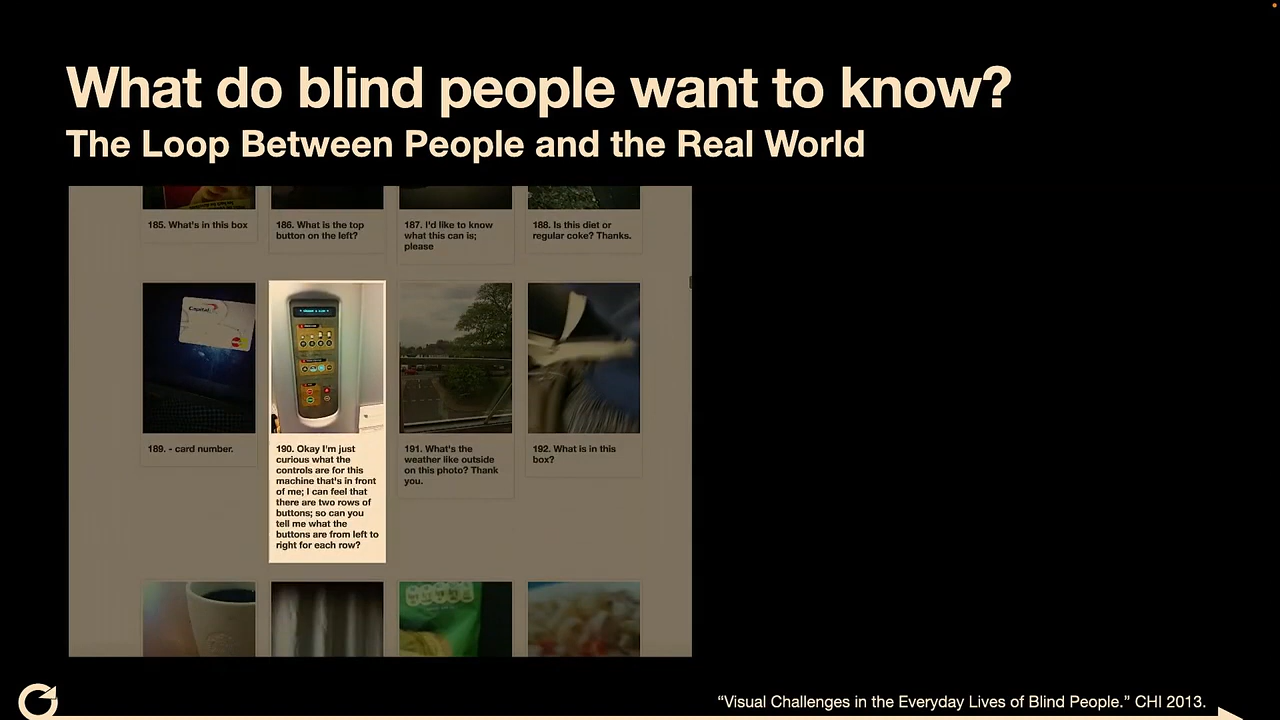 What do blind people want to know?
The Loop Between People and the Real World
185. What's in this box
186. What is the top
button on the left?
187. I'd like to know
what this can is;
please
188. Is this diet or
regular coke? Thanks.
Capital
189. - card number.
190. Okay I'm just
curious what the
controls are for this
machine that's in front
of me; I can feel that
there are two rows of
buttons; so can you
tell me what the
buttons are from left to
right for each row?
191. What's the
weather like outside
on this photo? Thank
you.
192. What is in this
box?
“Visual Challenges in the Everyday Lives of Blind People.” CHI 2013.